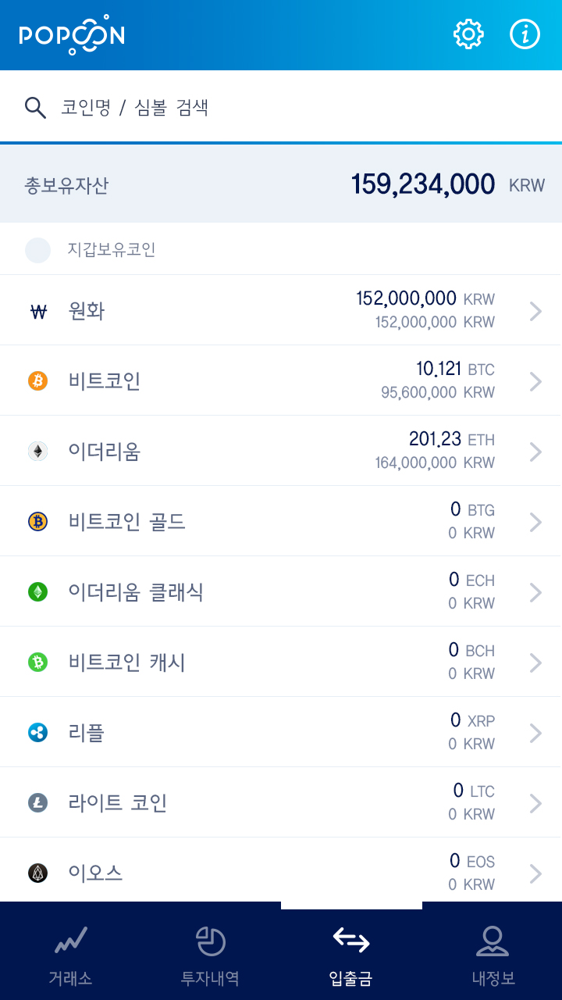 POPCOON
코인명 / 심볼 검색
총보유자산 159,234,000 KRW
지갑보유코인
₩ 원화 152,000,000 KRW
152,000,000 KRW
비트코인 10.121 BTC
95,600,000 KRW
이더리움 201.23 ETH
164,000,000 KRW
비트코인 골드 0 BTG
0 KRW
이더리움 클래식 0 ECH
0 KRW
비트코인 캐시 0 BCH
0 KRW
리플 0 XRP
0 KRW
라이트 코인 0 LTC
0 KRW
이오스 0 EOS
0 KRW
거래소 투자내역 입출금 내정보